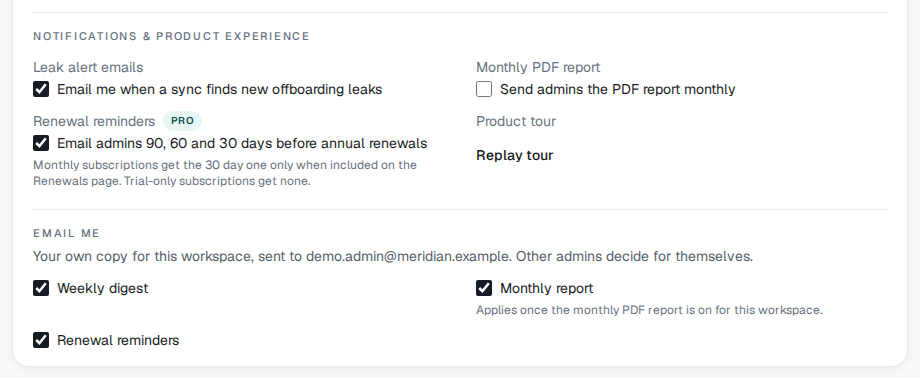 NOTIFICATIONS & PRODUCT EXPERIENCE
Leak alert emails
Email me when a sync finds new offboarding leaks
Monthly PDF report
Send admins the PDF report monthly
Renewal reminders PRO
Email admins 90, 60 and 30 days before annual renewals
Monthly subscriptions get the 30 day one only when included on the
Renewals page. Trial-only subscriptions get none.
Product tour
Replay tour
EMAIL ME
Your own copy for this workspace, sent to demo.admin@meridian.example. Other admins decide for themselves.
Weekly digest
Monthly report
Applies once the monthly PDF report is on for this workspace.
Renewal reminders